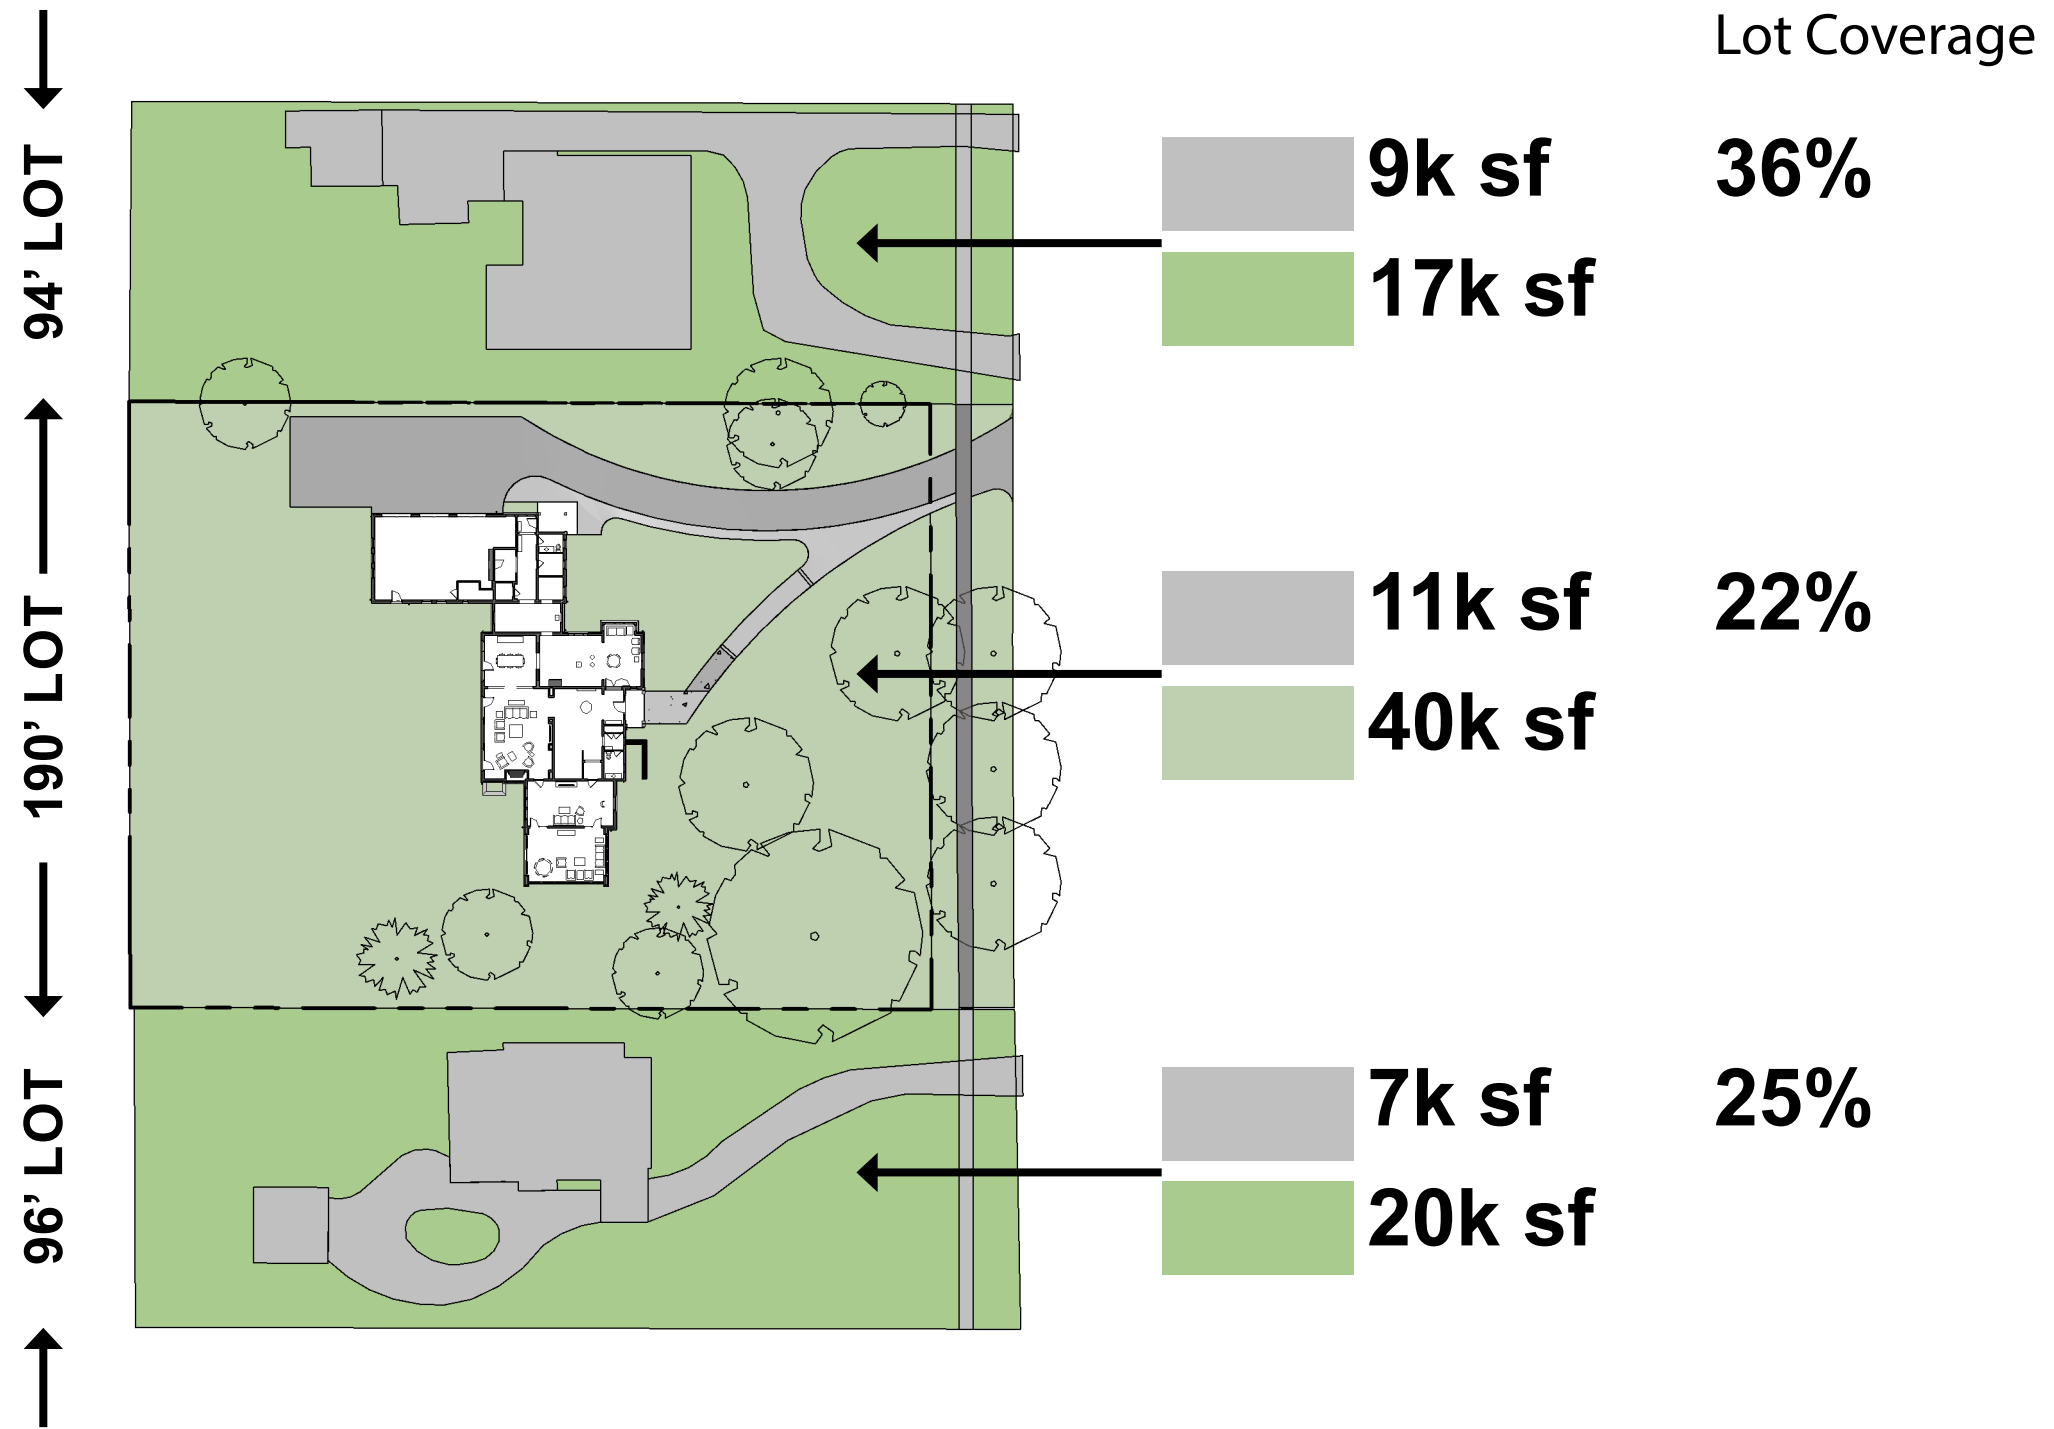 Lot Coverage
94’ LOT
9k sf 36%
17k sf
190’ LOT
11k sf 22%
40k sf
96’ LOT
7k sf 25%
20k sf